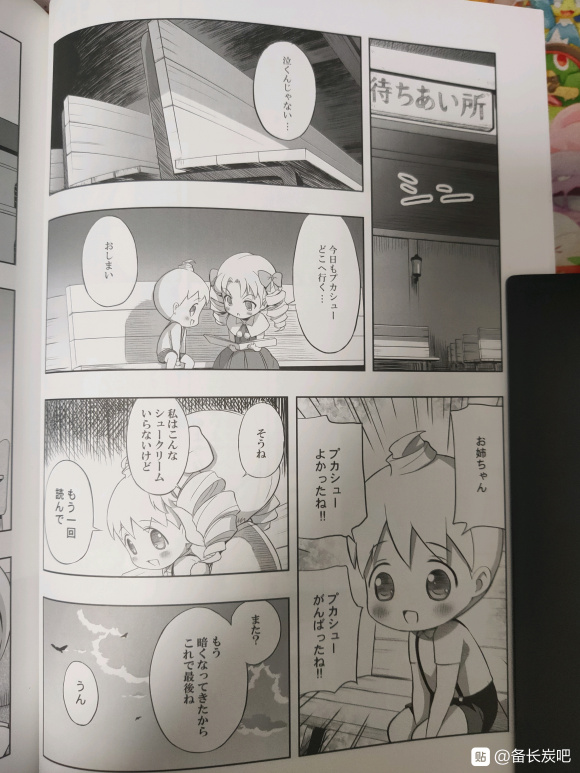 待ちあい所
ミンミン
泣くんじゃない…
今日もプカシュー
どこへ行く…
おしまい
お姉ちゃん
プカシュー
よかったね!!
プカシュー
がんばったね!!
そうね
私はこんな
シュークリーム
いらないけど
もう一回
読んで
また?
もう
暗くなってきたから
これで最後ね
うん
贴 @备长炭吧